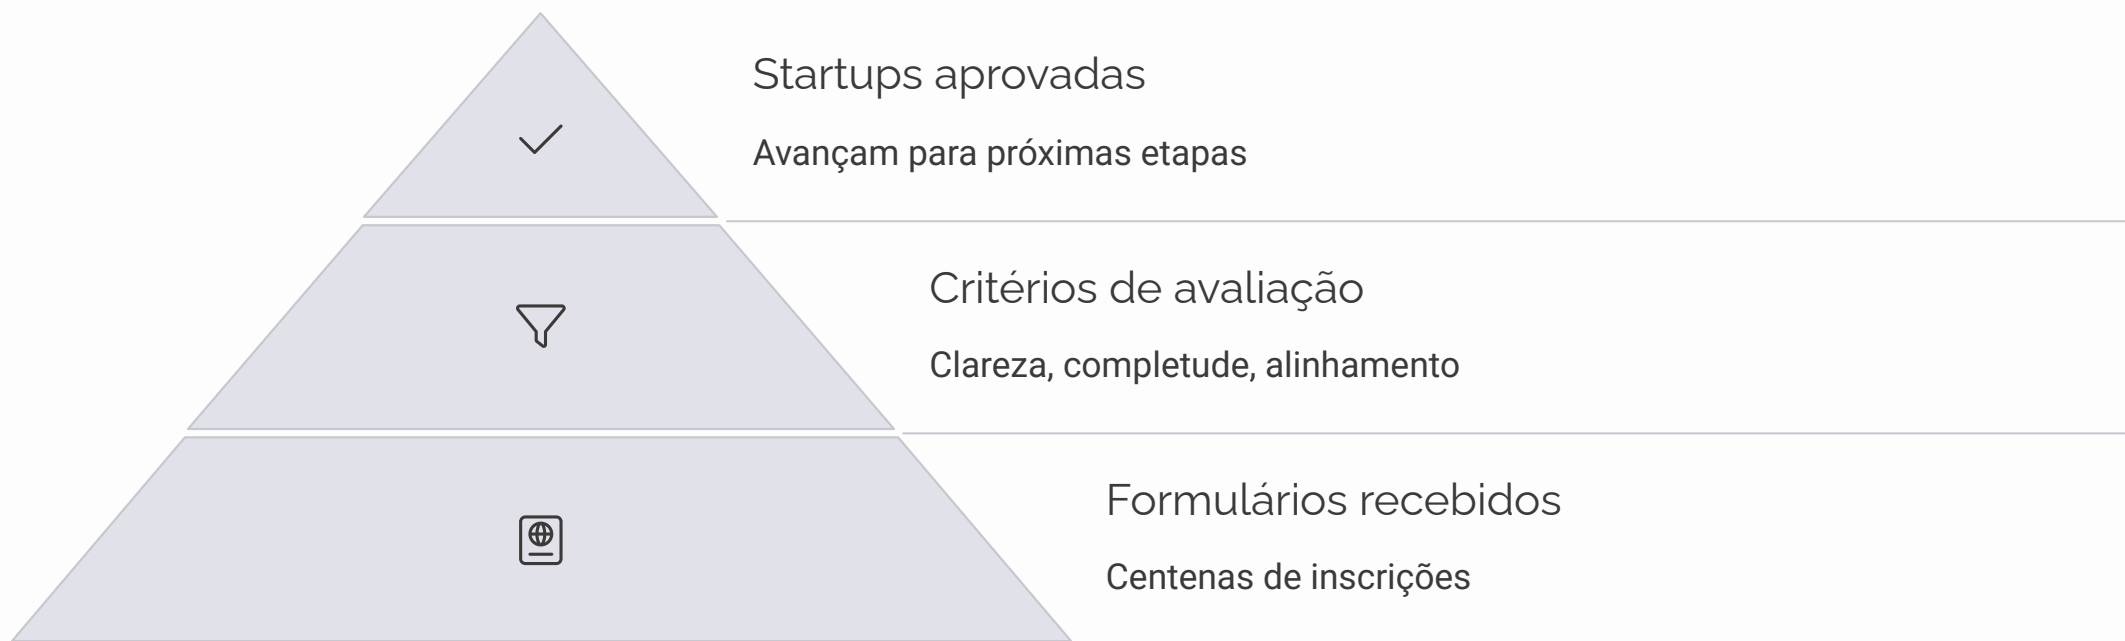 Startups aprovadas
Avançam para próximas etapas
Critérios de avaliação
Clareza, completude, alinhamento
Formulários recebidos
Centenas de inscrições